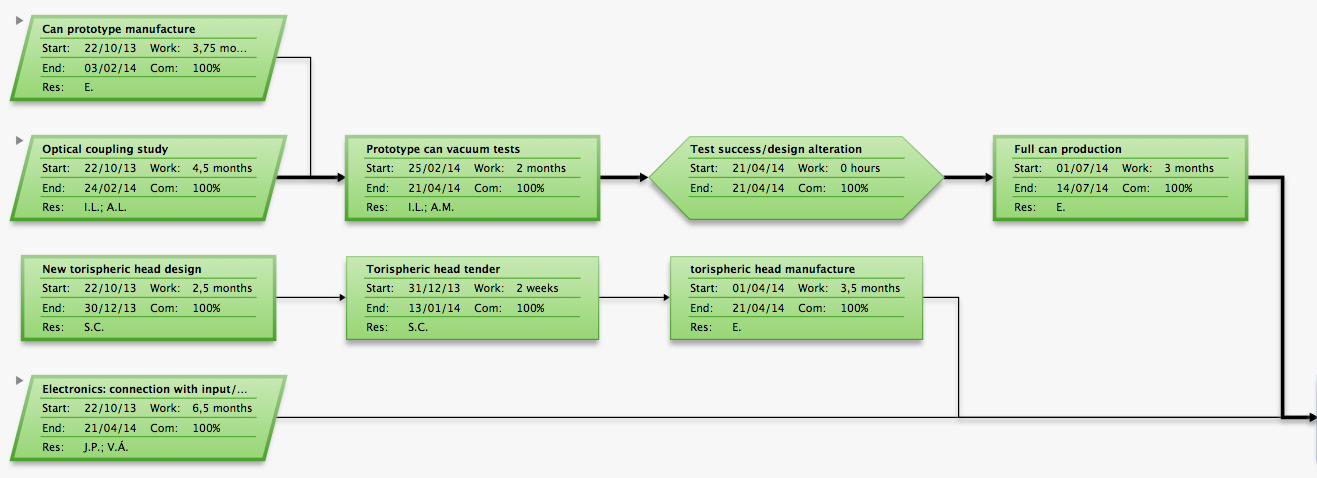 Can prototype manufacture
Start: 22/10/13 Work: 3,75 mo...
End: 03/02/14 Com: 100%
Res: E.
Optical coupling study
Start: 22/10/13 Work: 4,5 months
End: 24/02/14 Com: 100%
Res: I.L.; A.L.
Prototype can vacuum tests
Start: 25/02/14 Work: 2 months
End: 21/04/14 Com: 100%
Res: I.L.; A.M.
Test success/design alteration
Start: 21/04/14 Work: 0 hours
End: 21/04/14 Com: 100%
Full can production
Start: 01/07/14 Work: 3 months
End: 14/07/14 Com: 100%
Res: E.
New torispheric head design
Start: 22/10/13 Work: 2,5 months
End: 30/12/13 Com: 100%
Res: S.C.
Torispheric head tender
Start: 31/12/13 Work: 2 weeks
End: 13/01/14 Com: 100%
Res: S.C.
torispheric head manufacture
Start: 01/04/14 Work: 3,5 months
End: 21/04/14 Com: 100%
Res: E.
Electronics: connection with input/...
Start: 22/10/13 Work: 6,5 months
End: 21/04/14 Com: 100%
Res: J.P.; V.Á.